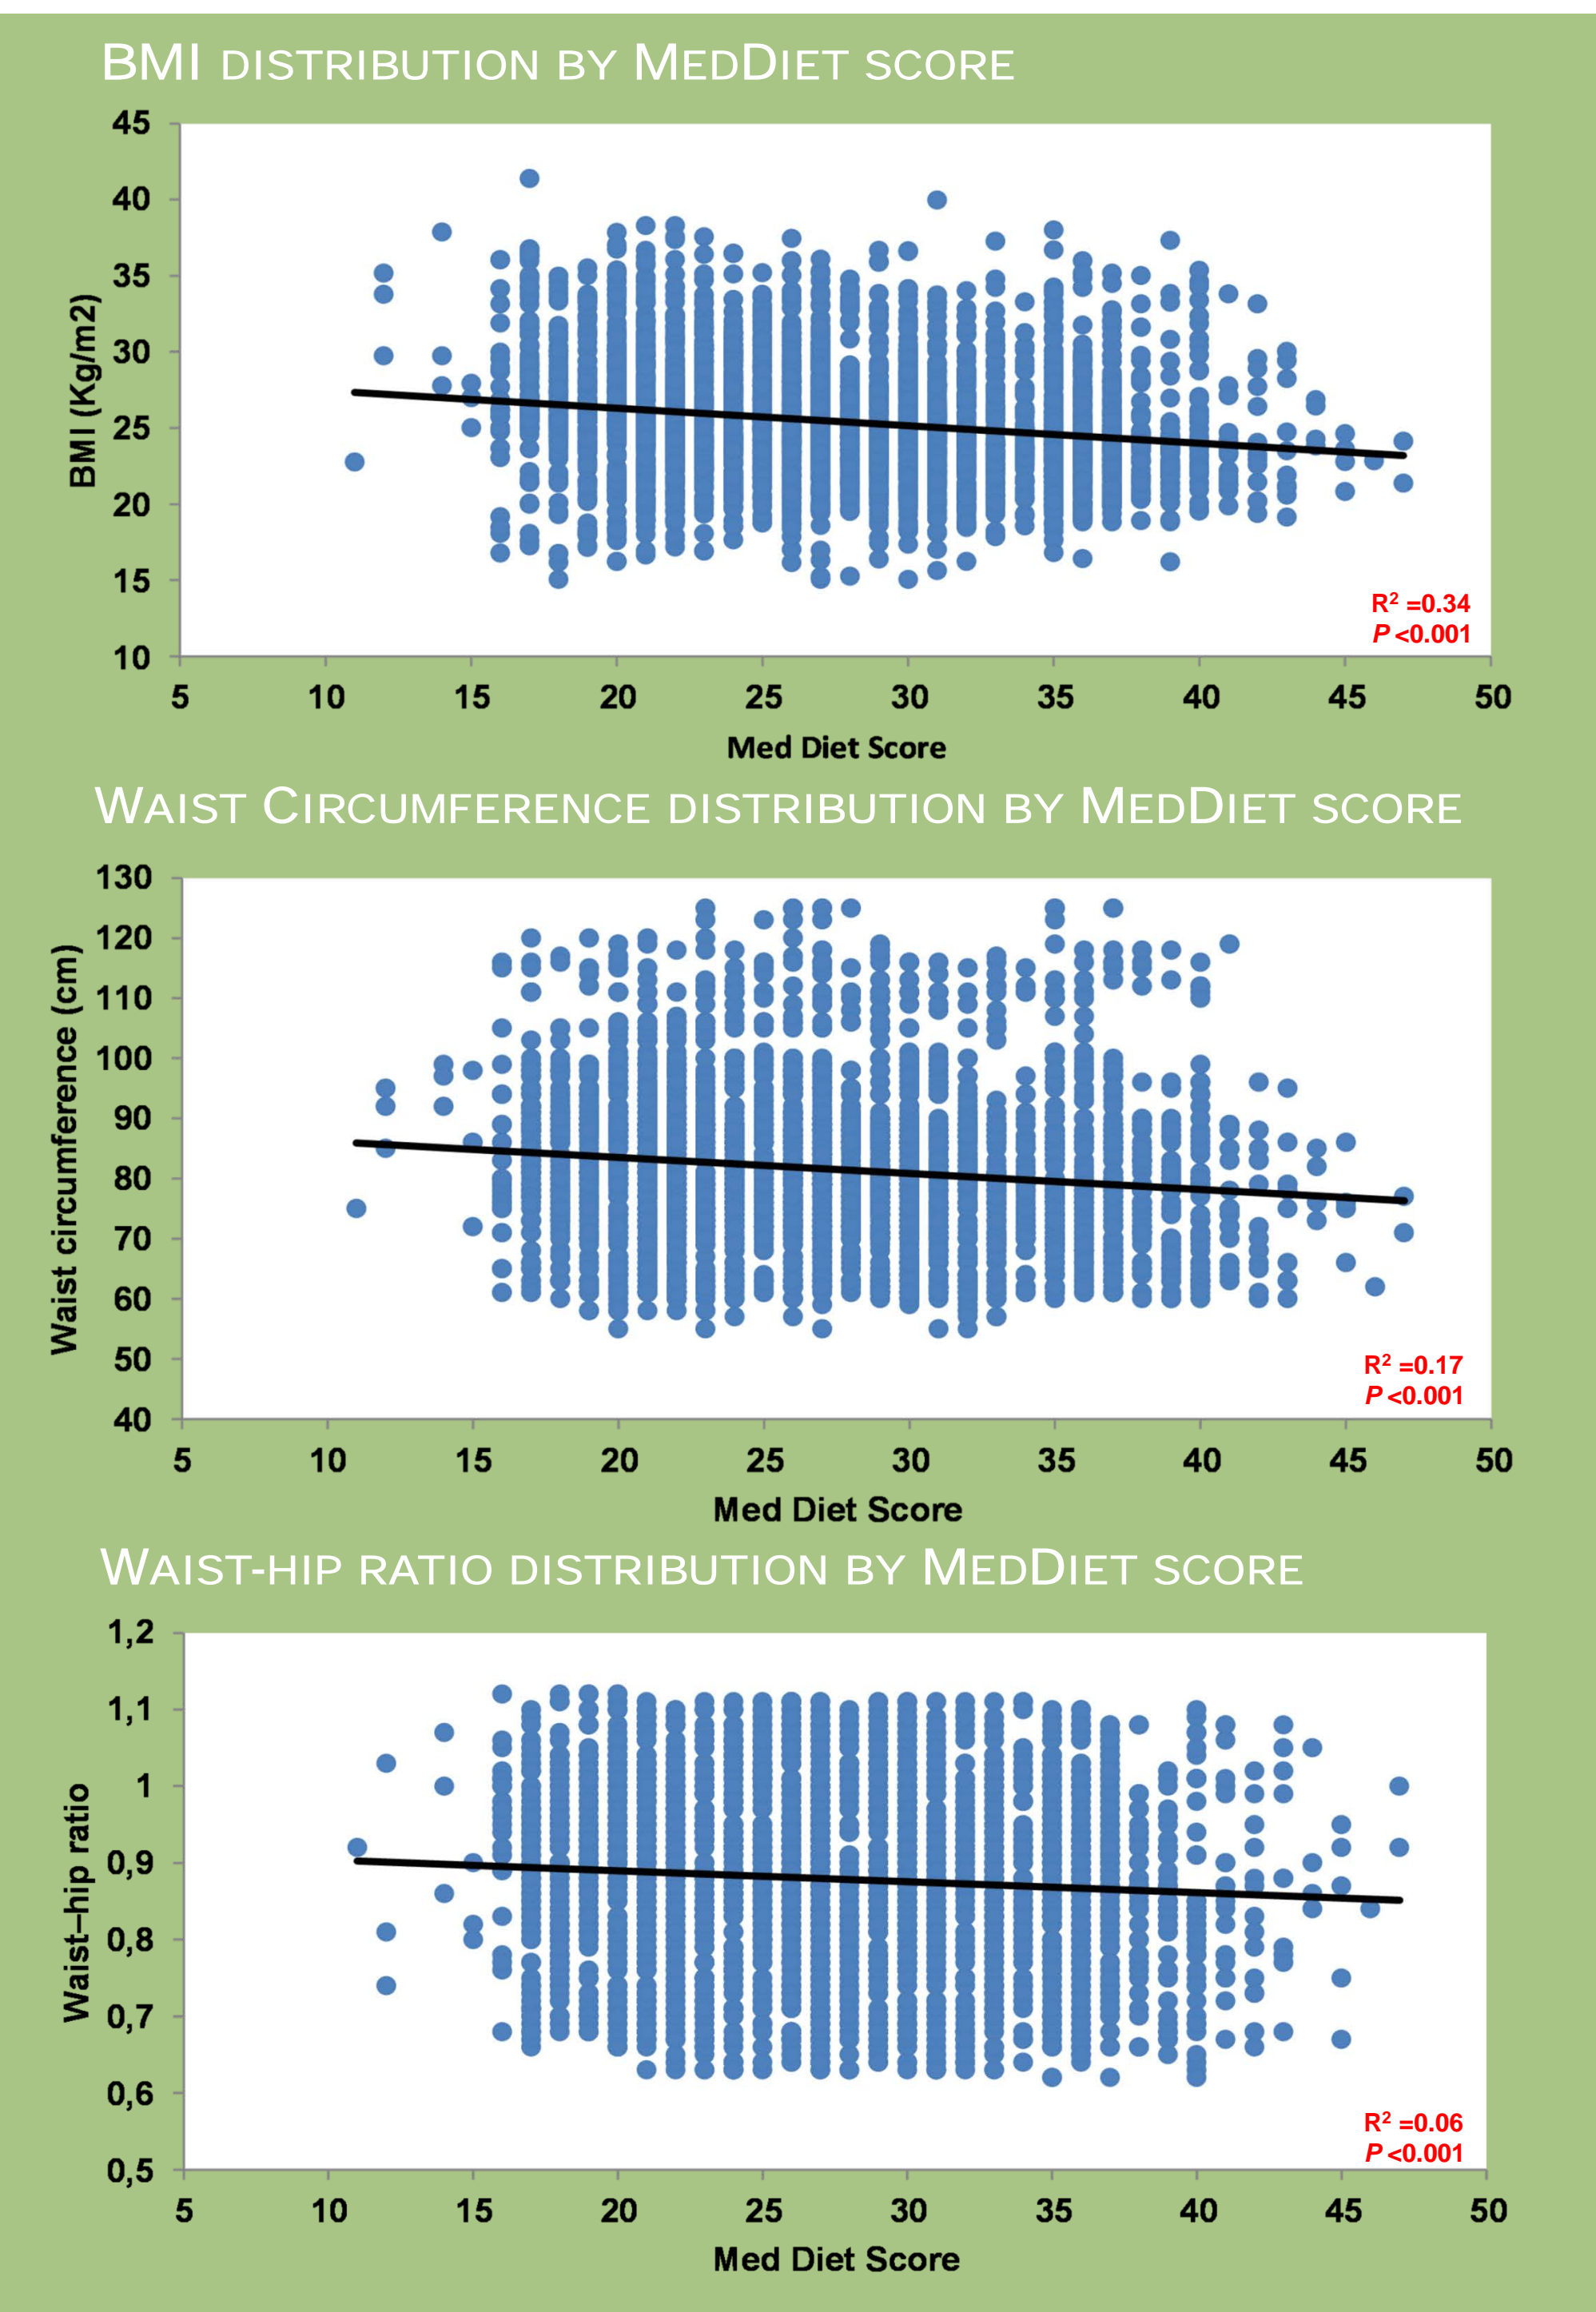 BMI DISTRIBUTION BY MEDDIET SCORE
45
40
35
30
25
20
15
10
BMI (Kg/m2)
R² =0.34
P <0.001
5 10 15 20 25 30 35 40 45 50
Med Diet Score
WAIST CIRCUMFERENCE DISTRIBUTION BY MEDDIET SCORE
130
120
110
100
90
80
70
60
50
40
Waist circumference (cm)
R² =0.17
P <0.001
5 10 15 20 25 30 35 40 45 50
Med Diet Score
WAIST-HIP RATIO DISTRIBUTION BY MEDDIET SCORE
1,2
1,1
1
0,9
0,8
0,7
0,6
0,5
Waist–hip ratio
R² =0.06
P <0.001
5 10 15 20 25 30 35 40 45 50
Med Diet Score